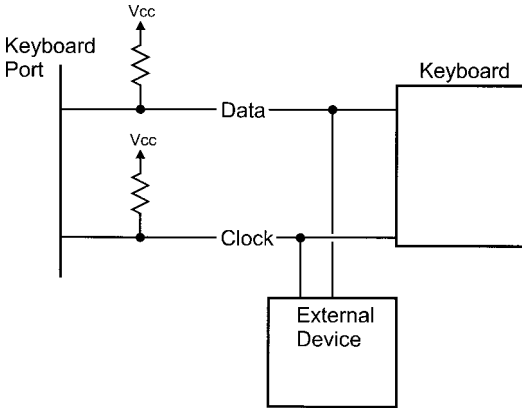 Vcc
Keyboard
Port
Keyboard
Data
Vcc
Clock
External
Device